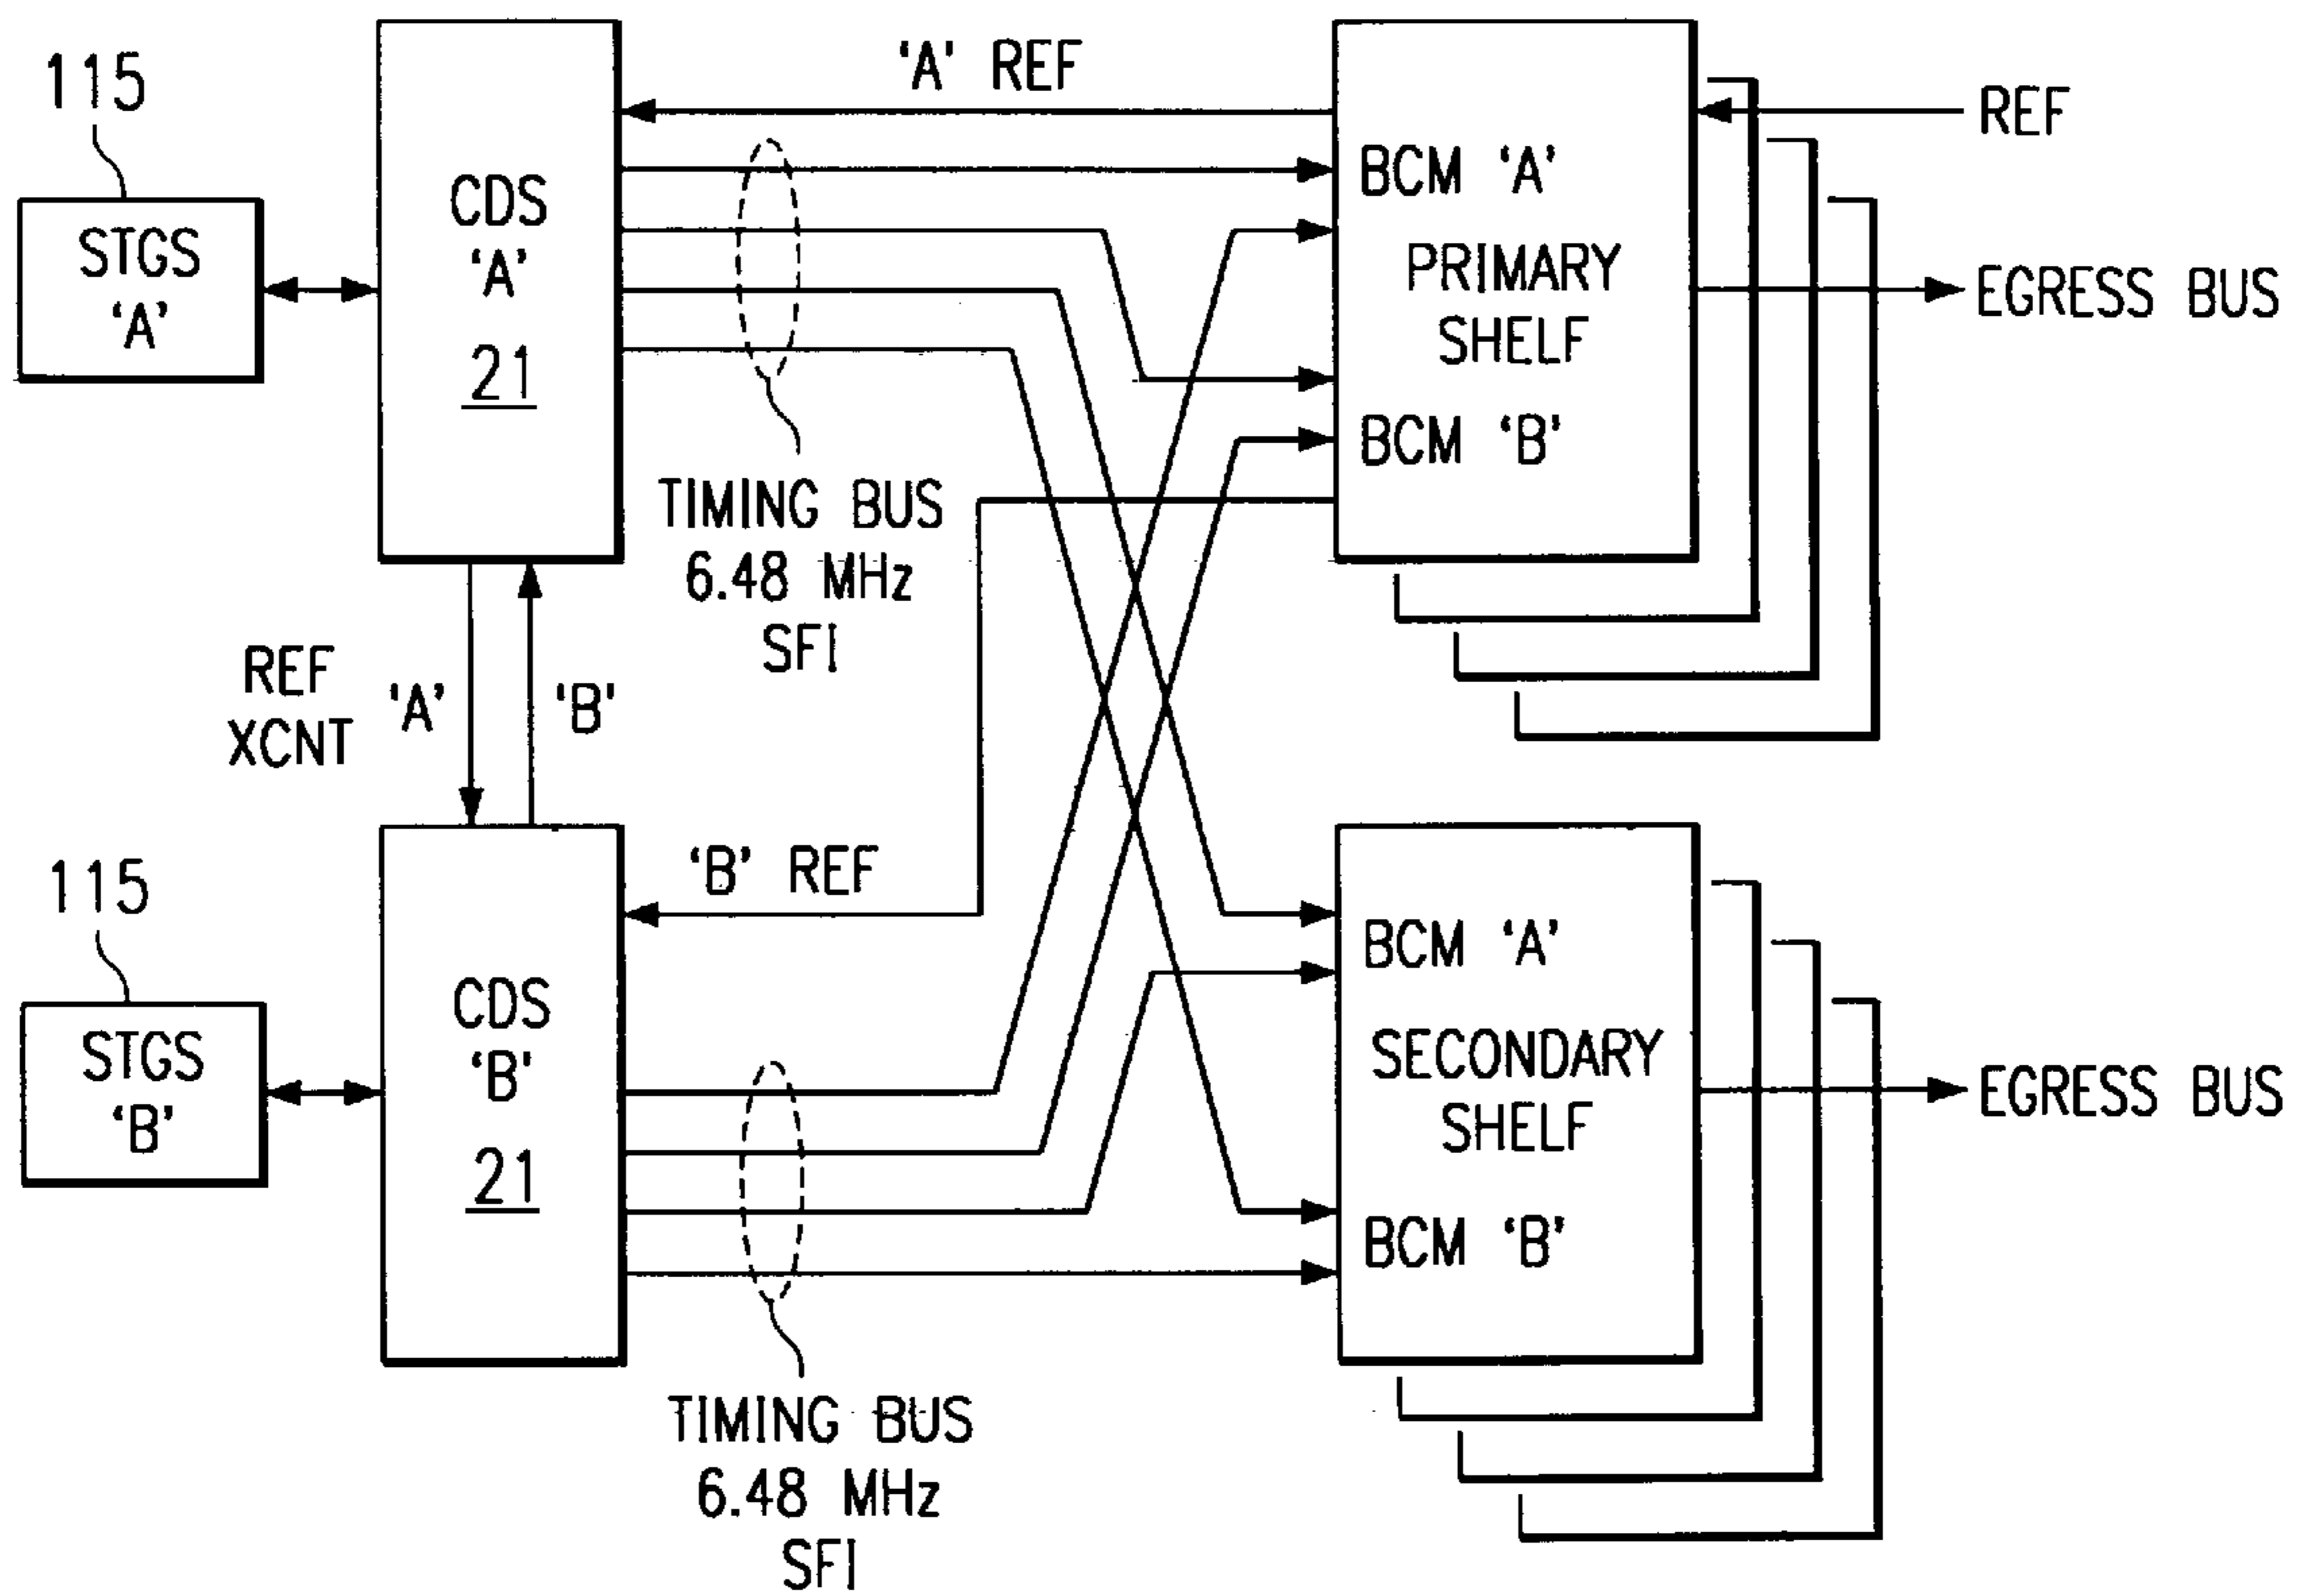 115
STGS
'A'
CDS
'A'
21
'A' REF
TIMING BUS
6.48 MHz
SFI
BCM 'A'
PRIMARY
SHELF
BCM 'B'
REF
EGRESS BUS
REF
XCNT
'A'
'B'
115
STGS
'B'
CDS
'B'
21
'B' REF
TIMING BUS
6.48 MHz
SFI
BCM 'A'
SECONDARY
SHELF
BCM 'B'
EGRESS BUS